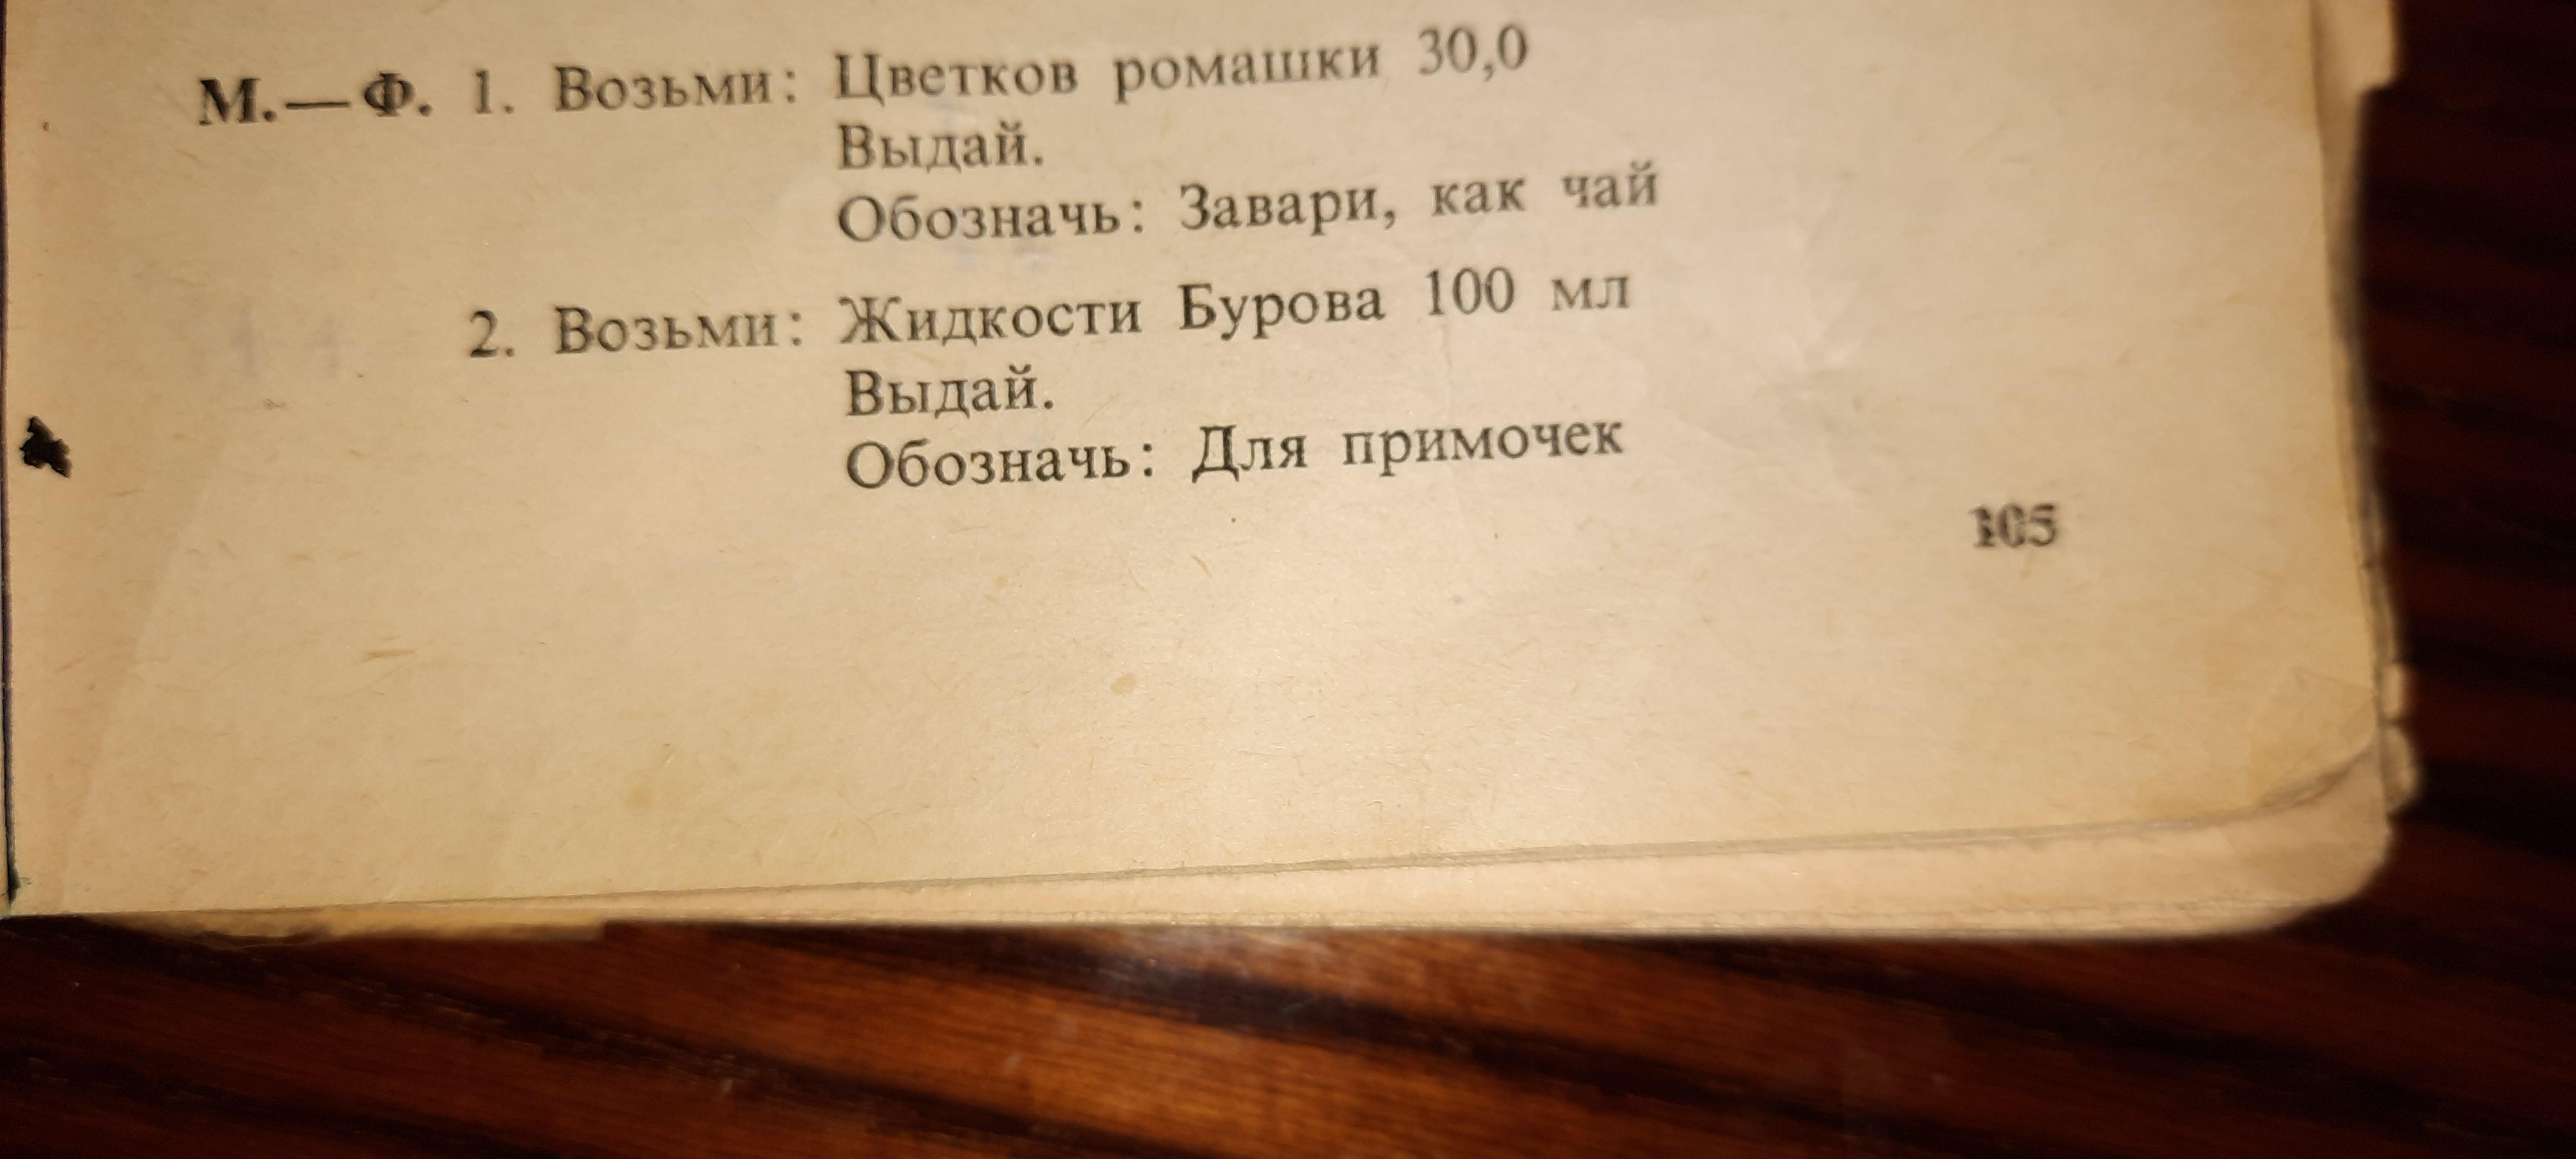 М.—Ф. 1. Возьми: Цветков ромашки 30,0
Выдай.
Обозначь: Завари, как чай
2. Возьми: Жидкости Бурова 100 мл
Выдай.
Обозначь: Для примочек
105